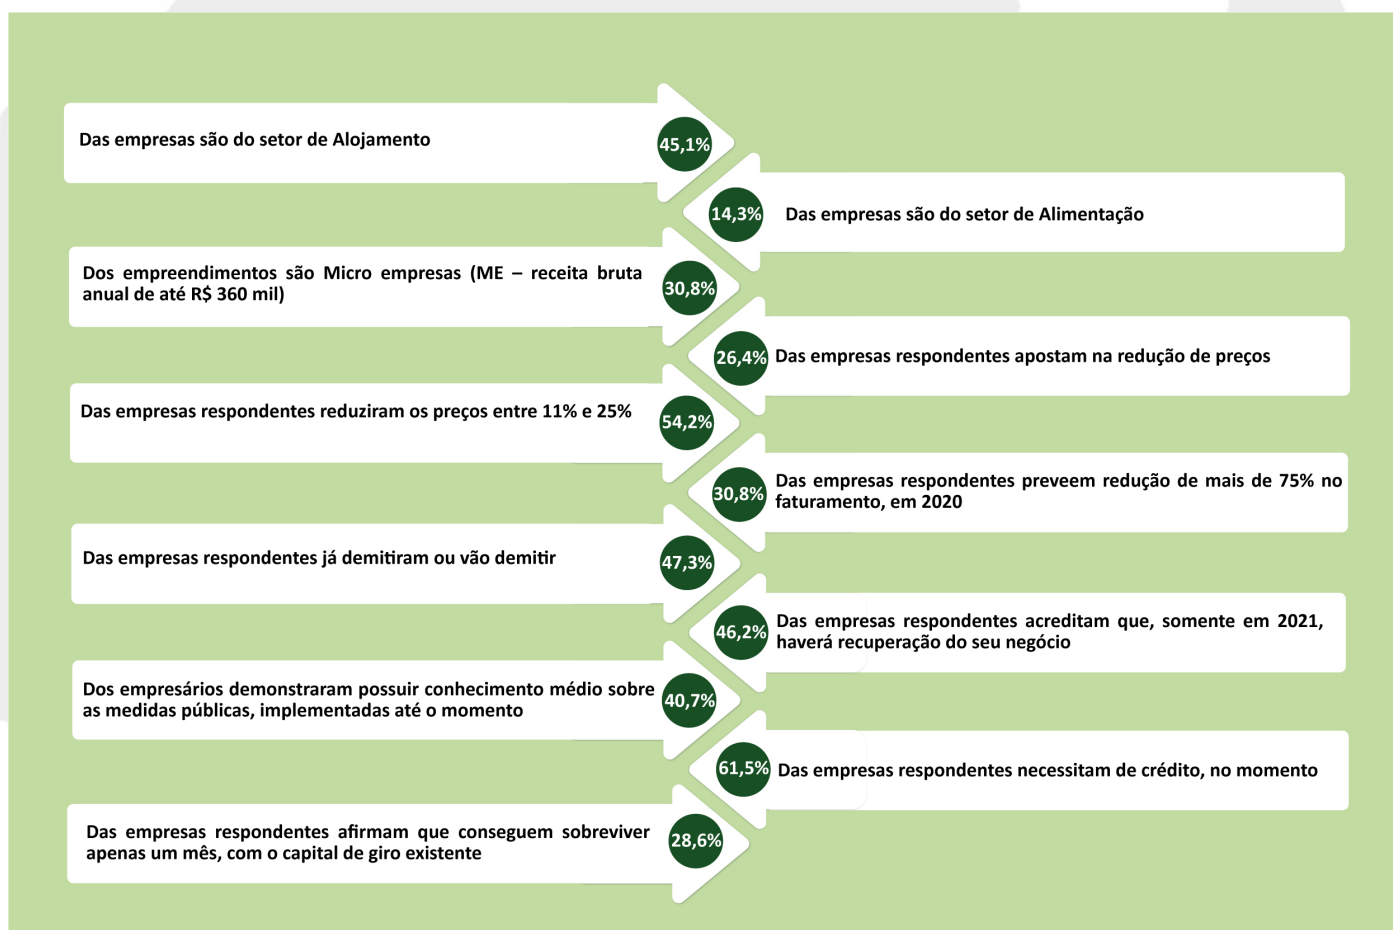 Das empresas são do setor de Alojamento
45,1%
14,3%
Das empresas são do setor de Alimentação
Dos empreendimentos são Micro empresas (ME – receita bruta
anual de até R$ 360 mil)
30,8%
26,4%
Das empresas respondentes apostam na redução de preços
Das empresas respondentes reduziram os preços entre 11% e 25%
54,2%
30,8%
Das empresas respondentes preveem redução de mais de 75% no
faturamento, em 2020
Das empresas respondentes já demitiram ou vão demitir
47,3%
46,2%
Das empresas respondentes acreditam que, somente em 2021,
haverá recuperação do seu negócio
Dos empresários demonstraram possuir conhecimento médio sobre
as medidas públicas, implementadas até o momento
40,7%
61,5%
Das empresas respondentes necessitam de crédito, no momento
Das empresas respondentes afirmam que conseguem sobreviver
apenas um mês, com o capital de giro existente
28,6%